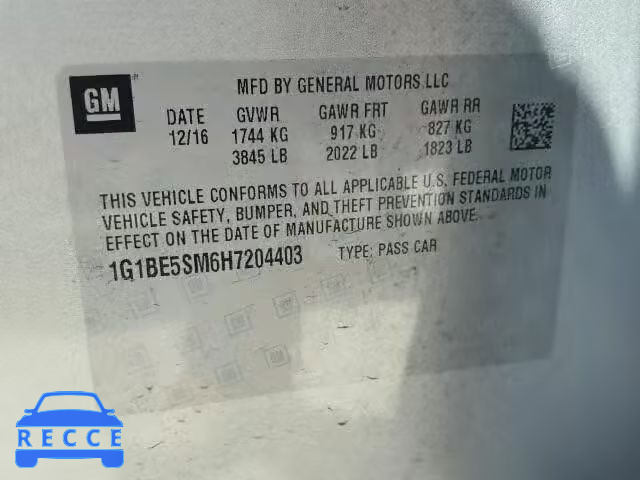 GM
MFD BY GENERAL MOTORS LLC
DATE GVWR GAWR FRT GAWR RR
12/16 1744 KG 917 KG 827 KG
3845 LB 2022 LB 1823 LB
THIS VEHICLE CONFORMS TO ALL APPLICABLE U.S. FEDERAL MOTOR
VEHICLE SAFETY, BUMPER, AND THEFT PREVENTION STANDARDS IN
EFFECT ON THE DATE OF MANUFACTURE SHOWN ABOVE.
1G1BE5SM6H7204403 TYPE: PASS CAR
RECCE